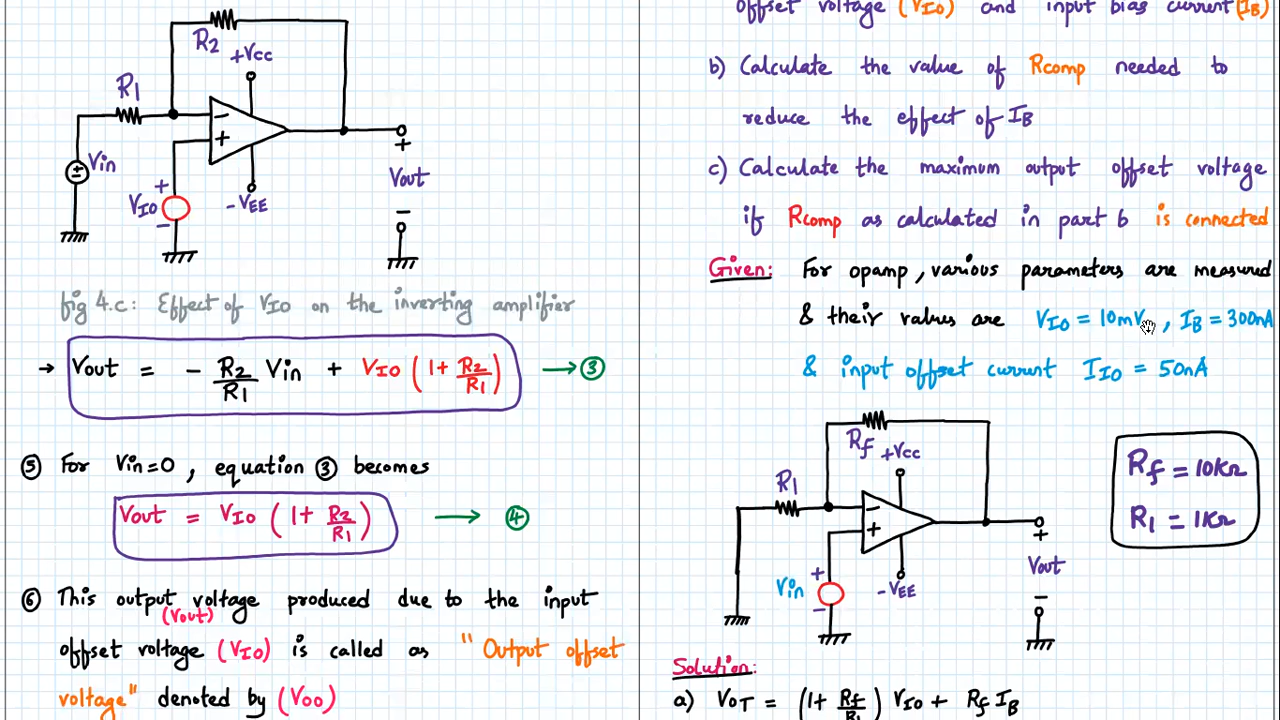 R2
+Vcc
R1
−
+
Vin
+
VIO
−
-VEE
+
Vout
−
fig 4.c: Effect of VIO on the inverting amplifier
→ Vout = - R2/R1 Vin + VIO (1 + R2/R1) → ③
⑤ For Vin=0, equation ③ becomes
Vout = VIO (1 + R2/R1) → ④
⑥ This output voltage produced due to the input
(Vout)
offset voltage (VIO) is called as "Output offset
voltage" denoted by (Voo)
offset voltage (VIO) and input bias current (IB)
b) Calculate the value of Rcomp needed to
reduce the effect of IB
c) Calculate the maximum output offset voltage
if Rcomp as calculated in part b is connected
Given: For opamp, various parameters are measured
& their values are VIO = 10mV, IB = 300nA
& input offset current IIO = 50nA
Rf
+Vcc
R1
−
+
Vin
+
−
-VEE
+
Vout
−
Rf = 10KΩ
R1 = 1KΩ
Solution:
a) VOT = (1 + Rf/R1) VIO + Rf IB